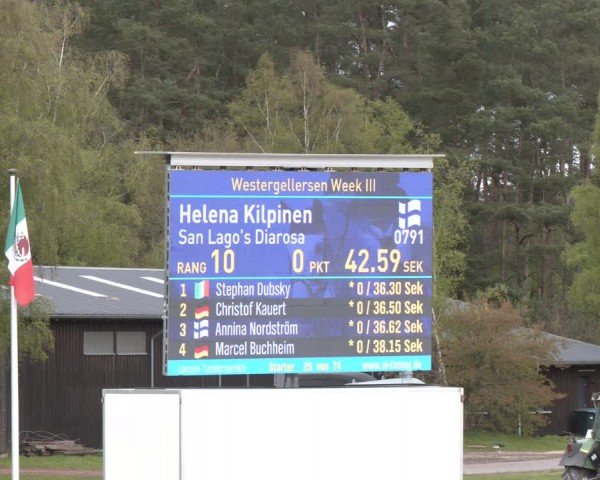 Westergellersen Week III
Helena Kilpinen
San Lago's Diarosa 0791
RANG 10 0 PKT 42.59 SEK
1 Stephan Dubsky * 0 / 36.30 Sek
2 Christof Kauert * 0 / 36.50 Sek
3 Annina Nordström * 0 / 36.62 Sek
4 Marcel Buchheim * 0 / 38.15 Sek
Starter von